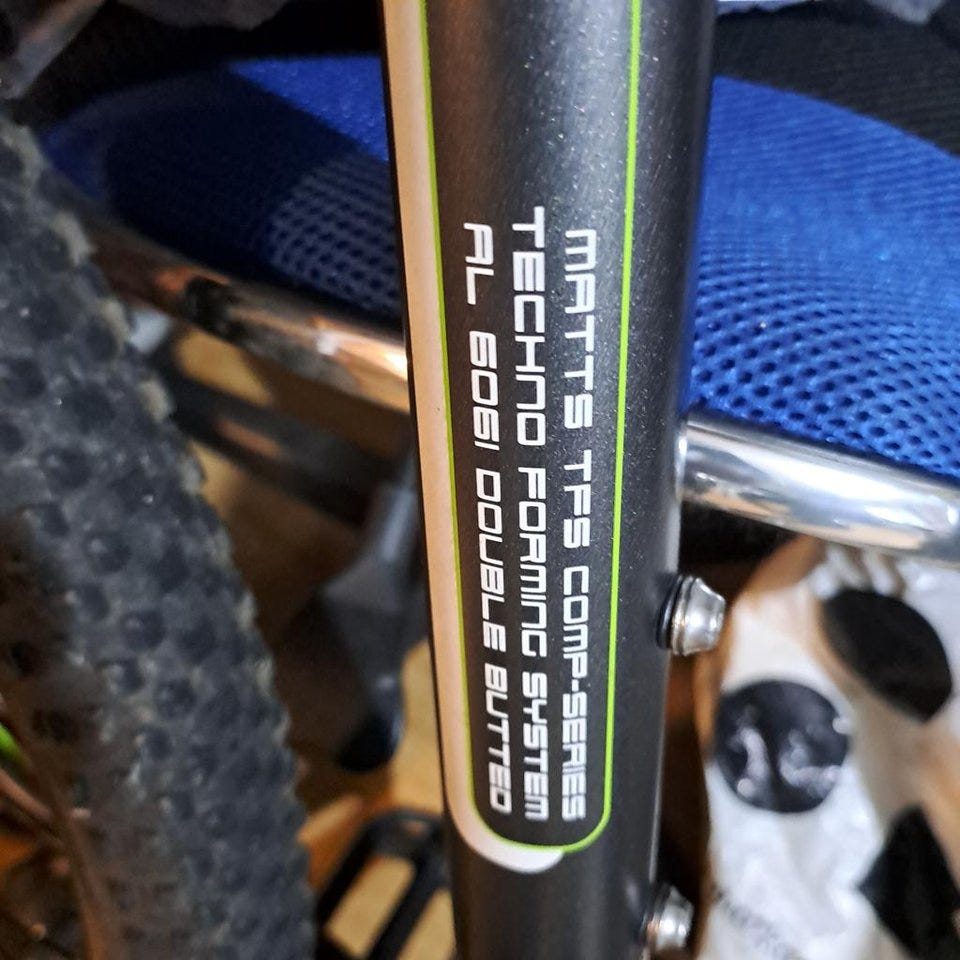 MATTS TFS COMP-SERIES
TECHNO FORMING SYSTEM
AL 6061 DOUBLE BUTTED